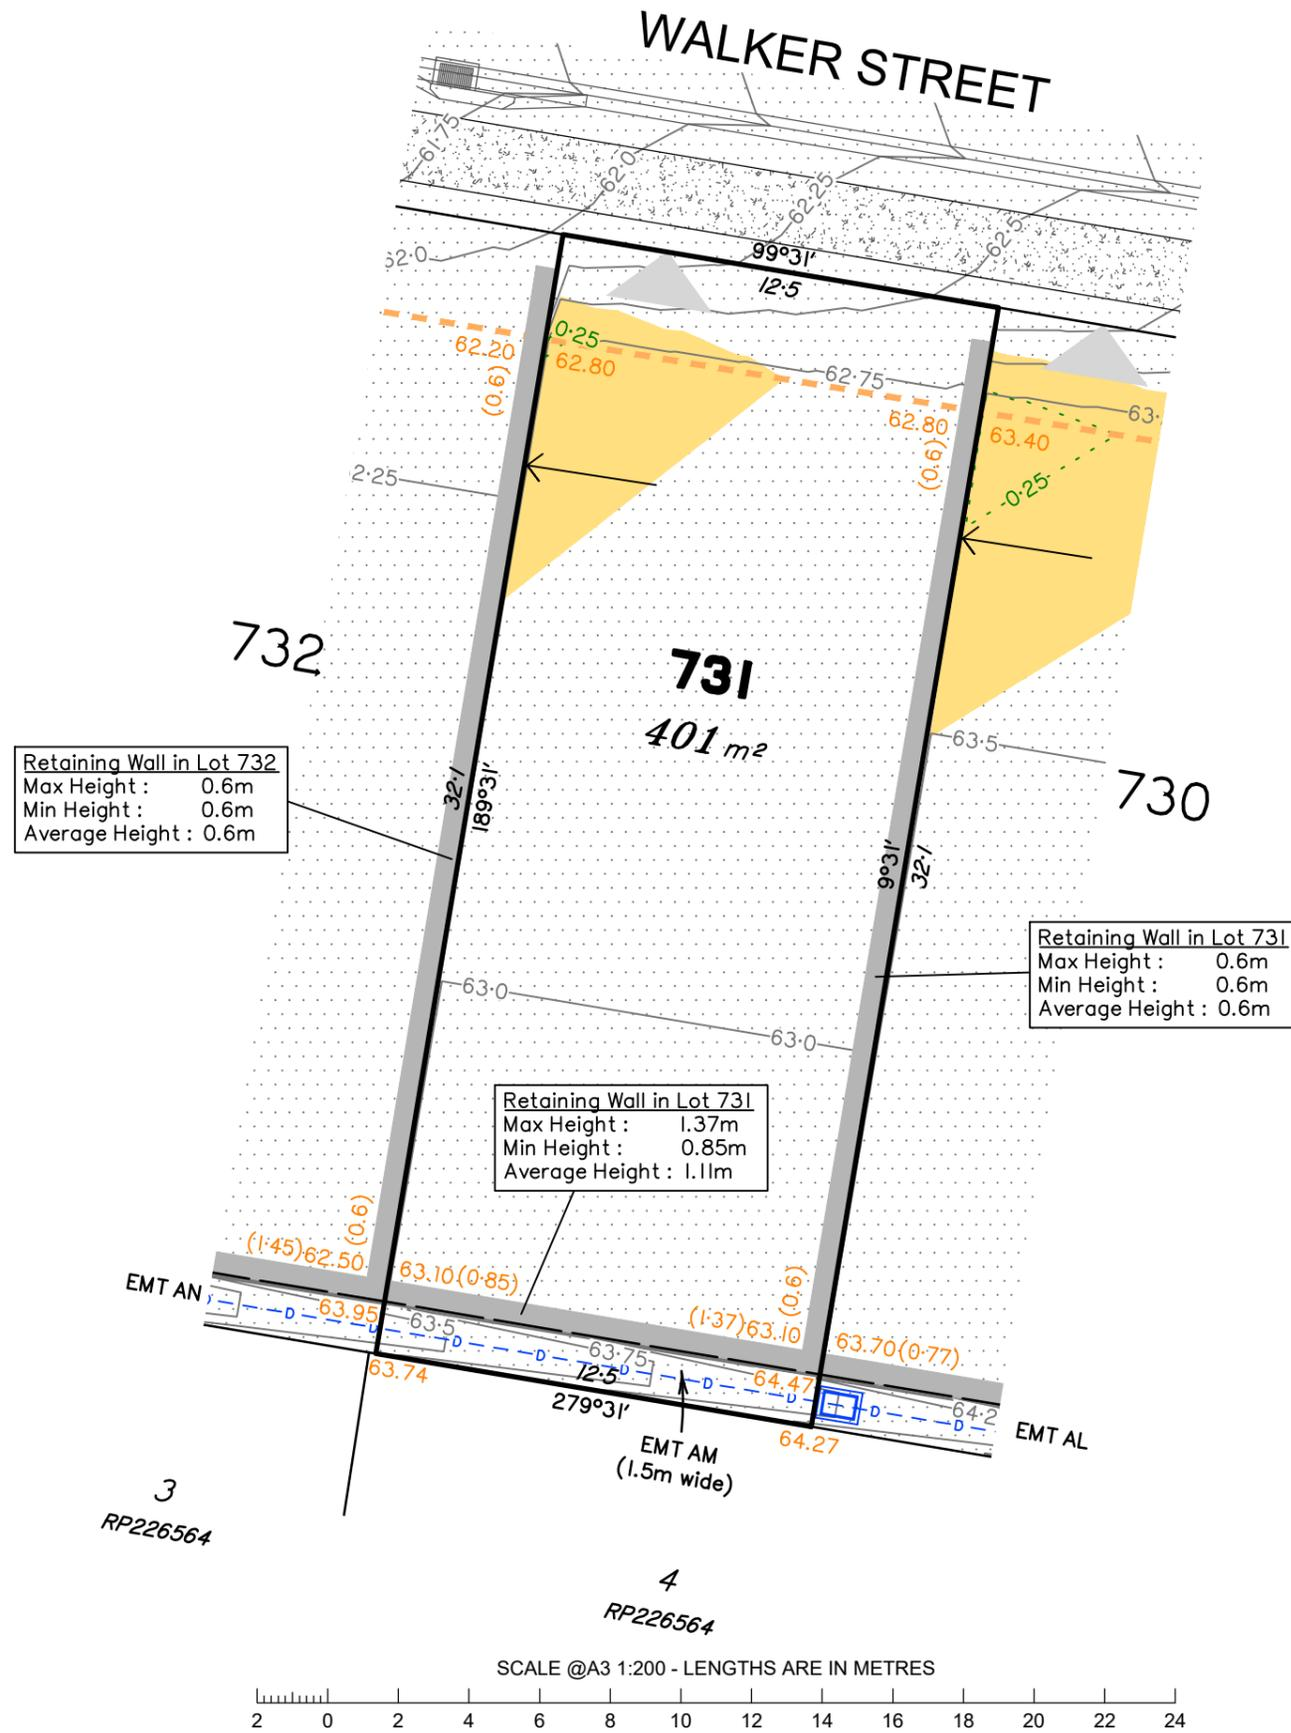 WALKER STREET
61·75
62·0
62·25
62·5
62·0
99°31'
12·5
62.20
(0.6)
0·25
62.80
62·75
62.80
(0.6)
63·
63.40
0·25
2·25
732
731
401 m²
63·5
730
Retaining Wall in Lot 732
Max Height : 0.6m
Min Height : 0.6m
Average Height : 0.6m
32·1
189°31'
9°31'
32·1
Retaining Wall in Lot 731
Max Height : 0.6m
Min Height : 0.6m
Average Height : 0.6m
63·0
63·0
Retaining Wall in Lot 731
Max Height : 1.37m
Min Height : 0.85m
Average Height : 1.11m
(0.6)
(1·45)62.50
63.10(0·85)
(0.6)
(1·37)63.10
63.70(0·77)
EMT AN
D
63.95
D
63·5
D
D
63·75
D
D
64.47
D
D
D
64·2
EMT AL
63.74
12·5
279°31'
64.27
EMT AM
(1.5m wide)
3
RP226564
4
RP226564
SCALE @A3 1:200 - LENGTHS ARE IN METRES
2 0 2 4 6 8 10 12 14 16 18 20 22 24